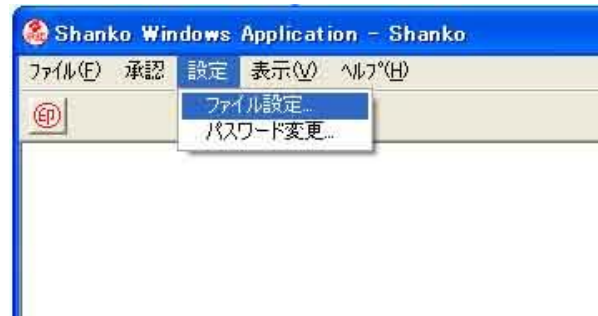 Shanko Windows Application - Shanko
ファイル(F) 承認 設定 表示(V) ヘルプ(H)
印
ファイル設定...
パスワード変更...